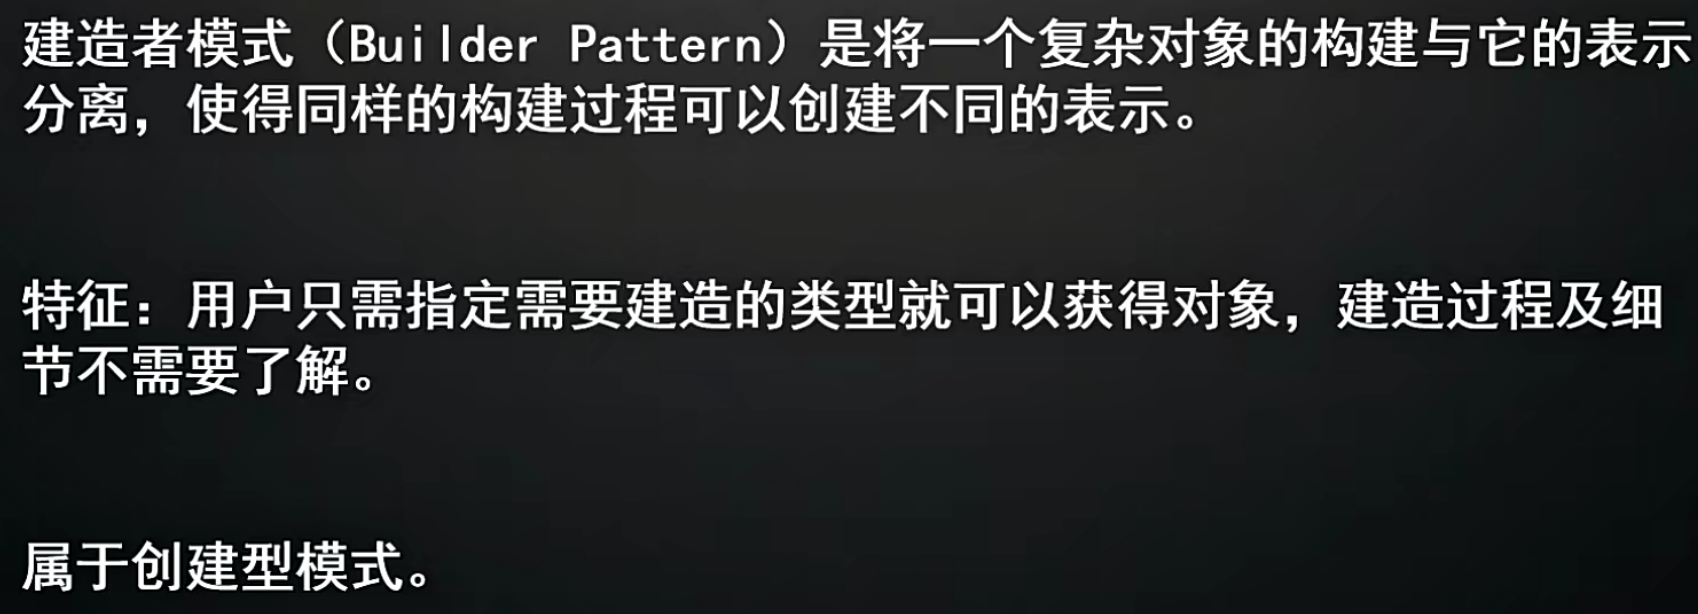 建造者模式（Builder Pattern）是将一个复杂对象的构建与它的表示
分离，使得同样的构建过程可以创建不同的表示。
特征：用户只需指定需要建造的类型就可以获得对象，建造过程及细
节不需要了解。
属于创建型模式。